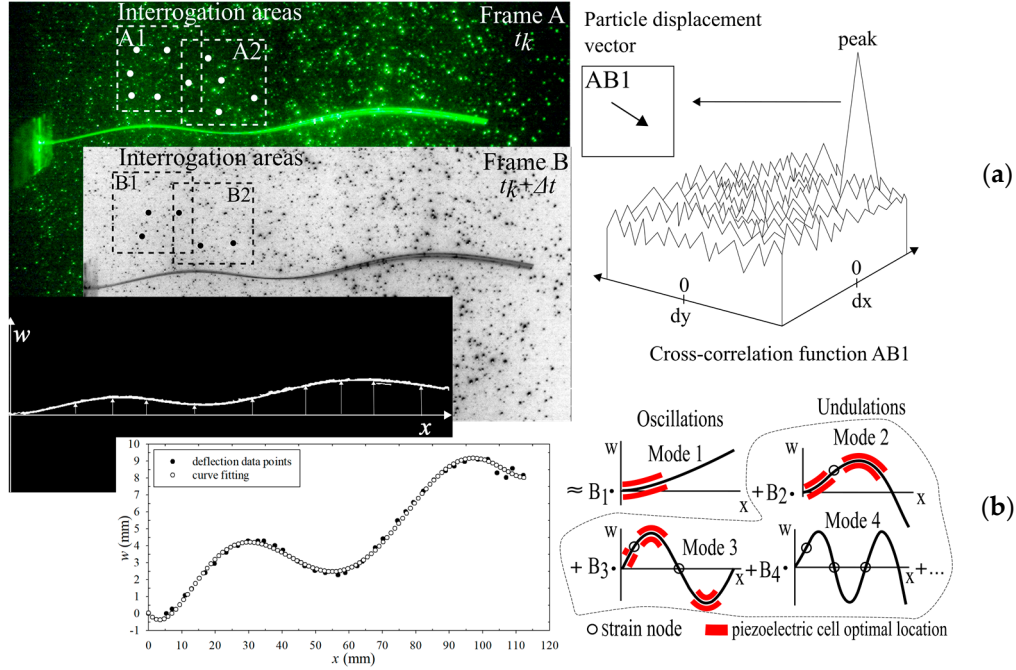 Interrogation areas
Frame A
tk
A1
A2
Interrogation areas
Frame B
tk+Δt
B1
B2
w
x
deflection data points
curve fitting
w (mm)
10
9
8
7
6
5
4
3
2
1
0
-1
0 10 20 30 40 50 60 70 80 90 100 110 120
x (mm)
Particle displacement
vector
AB1
peak
0
dy
0
dx
Cross-correlation function AB1
(a)
Oscillations
Undulations
w
Mode 1
≈ B1•
x
w
Mode 2
+ B2•
x
w
Mode 3
+ B3•
x
w
Mode 4
+ B4•
x +...
strain node
piezoelectric cell optimal location
(b)